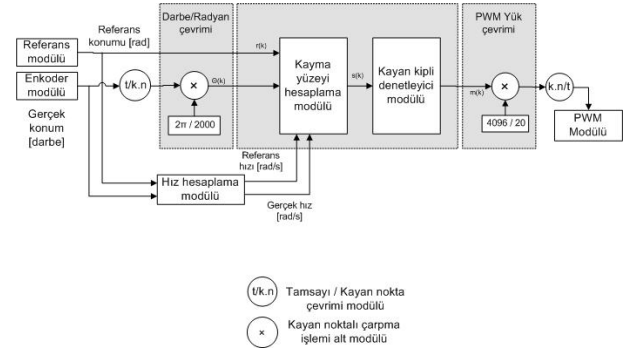 Darbe/Radyan
çevrimi
PWM Yük
çevrimi
Referans
konumu [rad]
Referans
modülü
Enkoder
modülü
Gerçek
konum
[darbe]
t/k.n
×
Θ(k)
2π / 2000
r(k)
Kayma
yüzeyi
hesaplama
modülü
s(k)
Kayan kipli
denetleyici
modülü
m(k)
×
4096 / 20
k.n/t
PWM
Modülü
Referans
hızı [rad/s]
Hız hesaplama
modülü
Gerçek hız
[rad/s]
t/k.n
Tamsayı / Kayan nokta
çevrimi modülü
×
Kayan noktalı çarpma
işlemi alt modülü